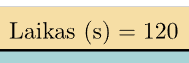 Laikas (s) = 120